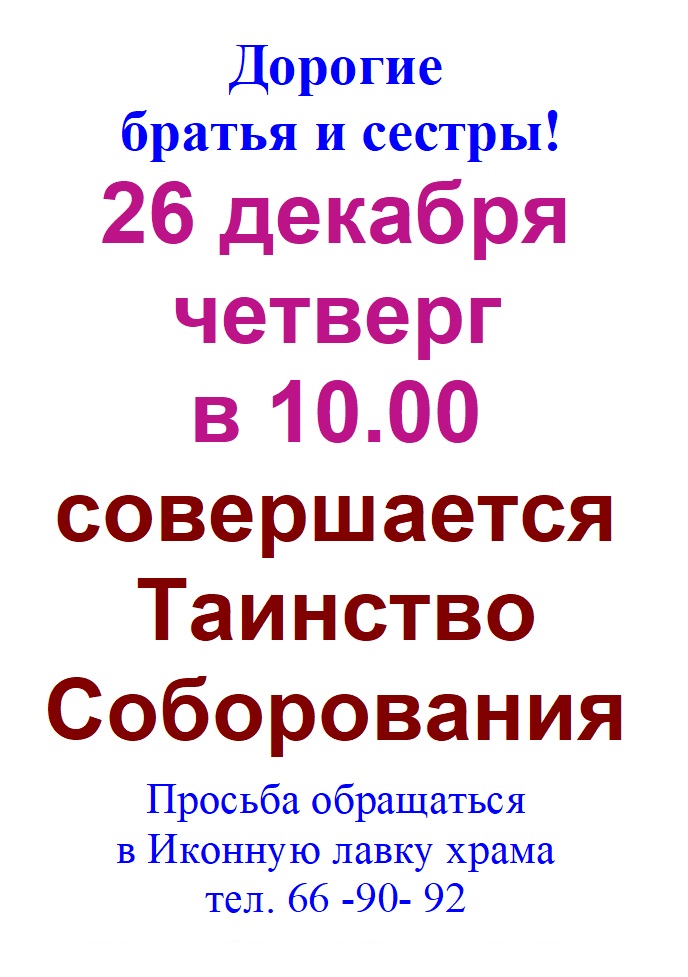 Дорогие
братья и сестры!
26 декабря
четверг
в 10.00
совершается
Таинство
Соборования
Просьба обращаться
в Иконную лавку храма
тел. 66 -90- 92